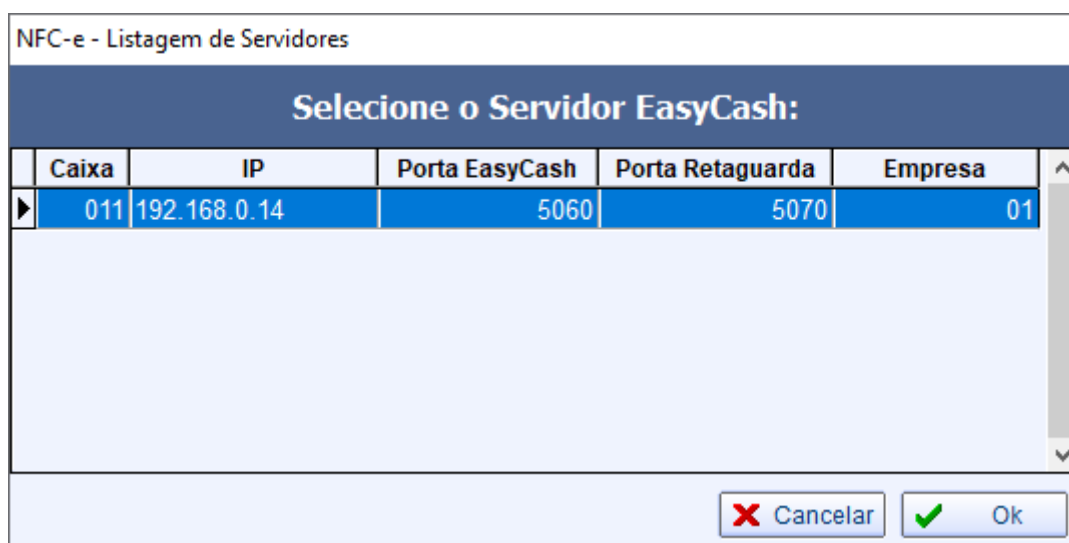 NFC-e - Listagem de Servidores
Selecione o Servidor EasyCash:
Caixa IP Porta EasyCash Porta Retaguarda Empresa
011 192.168.0.14 5060 5070 01
Cancelar Ok